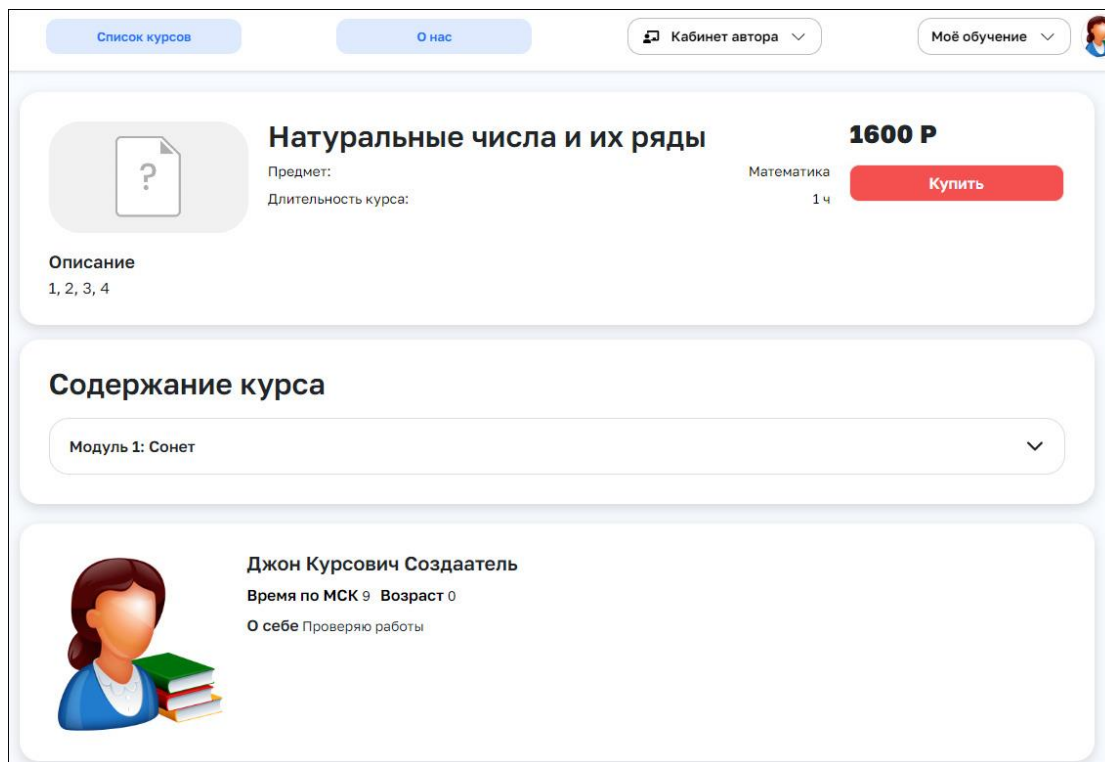 Список курсов
О нас
Кабинет автора
Моё обучение
Натуральные числа и их ряды
1600 Р
Предмет:
Математика
Купить
Длительность курса:
1 ч
?
Описание
1, 2, 3, 4
Содержание курса
Модуль 1: Сонет
Джон Курсович Создаатель
Время по МСК 9 Возраст 0
О себе Проверяю работы